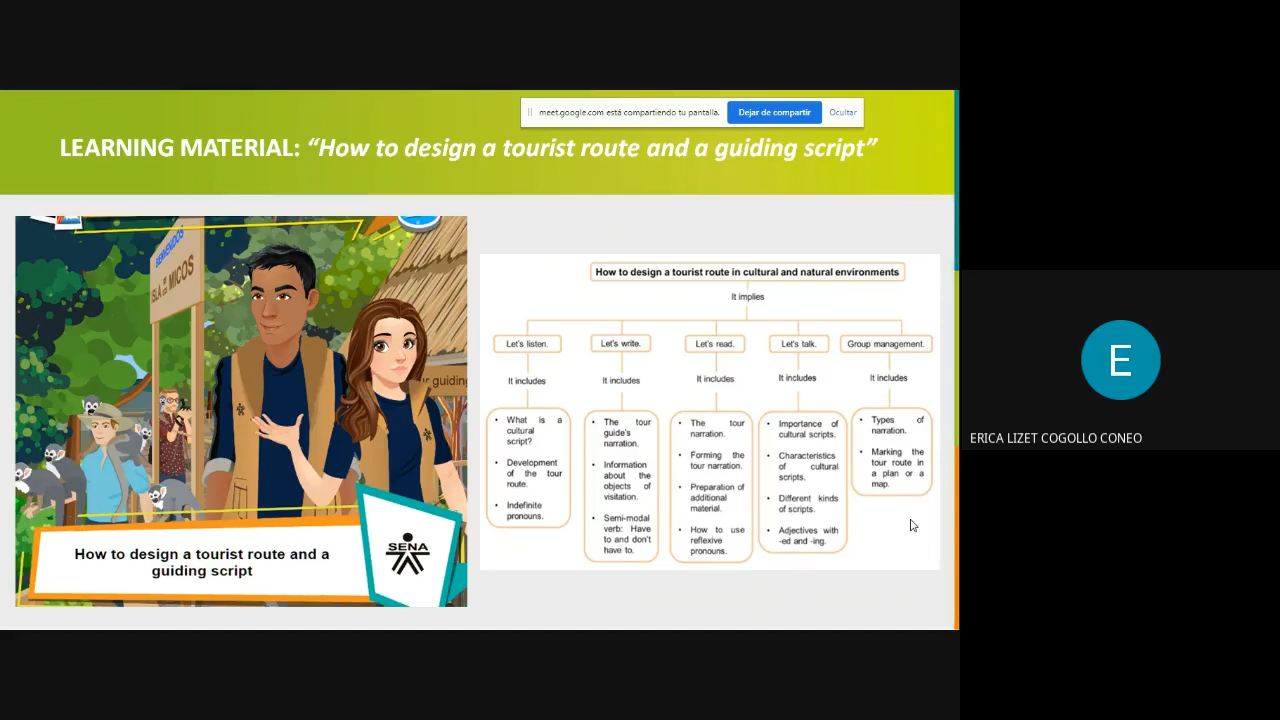 meet.google.com está compartiendo tu pantalla.
Dejar de compartir
Ocultar
LEARNING MATERIAL: “How to design a tourist route and a guiding script”
BIENVENIDOS
ISLA DE LOS MICOS
ur guiding
How to design a tourist route and a
guiding script
SENA
How to design a tourist route in cultural and natural environments
It implies
Let's listen.
It includes
• What is a
cultural
script?
• Development
of the tour
route.
• Indefinite
pronouns.
Let's write.
It includes
• The tour
guide's
narration.
• Information
about the
objects of
visitation.
• Semi-modal
verb: Have
to and don't
have to.
Let's read.
It includes
• The tour
narration.
• Forming the
tour narration.
• Preparation of
additional
material.
• How to use
reflexive
pronouns.
Let's talk.
It includes
• Importance of
cultural scripts.
• Characteristics
of cultural
scripts.
• Different kinds
of scripts.
• Adjectives with
-ed and -ing.
Group management.
It includes
• Types of
narration.
• Marking the
tour route in
a plan or a
map.
E
ERICA LIZET COGOLLO CONEO